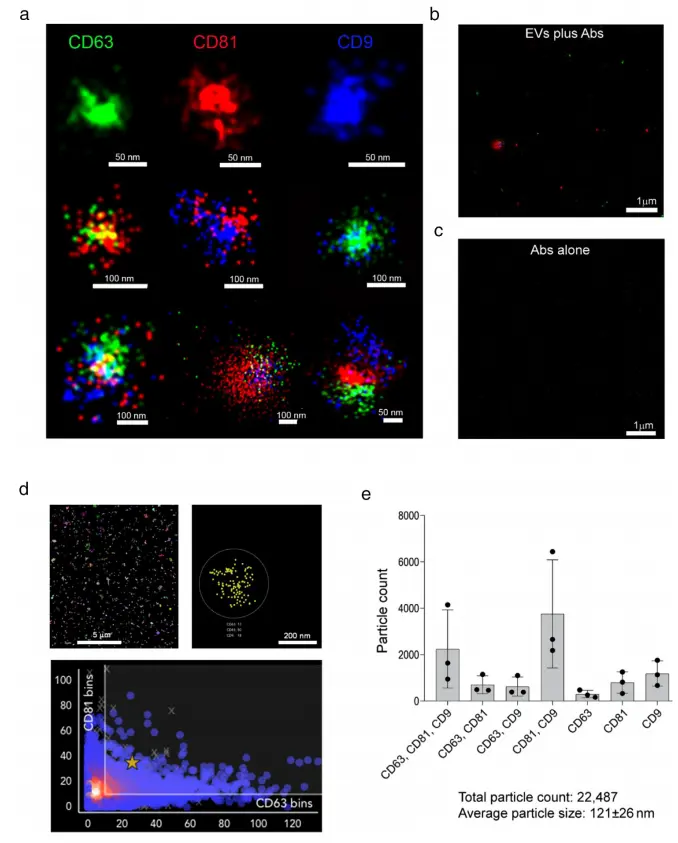 a
CD63 CD81 CD9
50 nm 50 nm 50 nm
100 nm 100 nm 100 nm
100 nm 100 nm 50 nm
b
EVs plus Abs
1μm
c
Abs alone
1μm
d
5 μm
200 nm
CD81 bins
100
80
60
40
20
0
CD63 bins
0 20 40 60 80 100 120
e
Particle count
8000
6000
4000
2000
0
CD63, CD81, CD9
CD63, CD81
CD63, CD9
CD81, CD9
CD63
CD81
CD9
Total particle count: 22,487
Average particle size: 121±26 nm